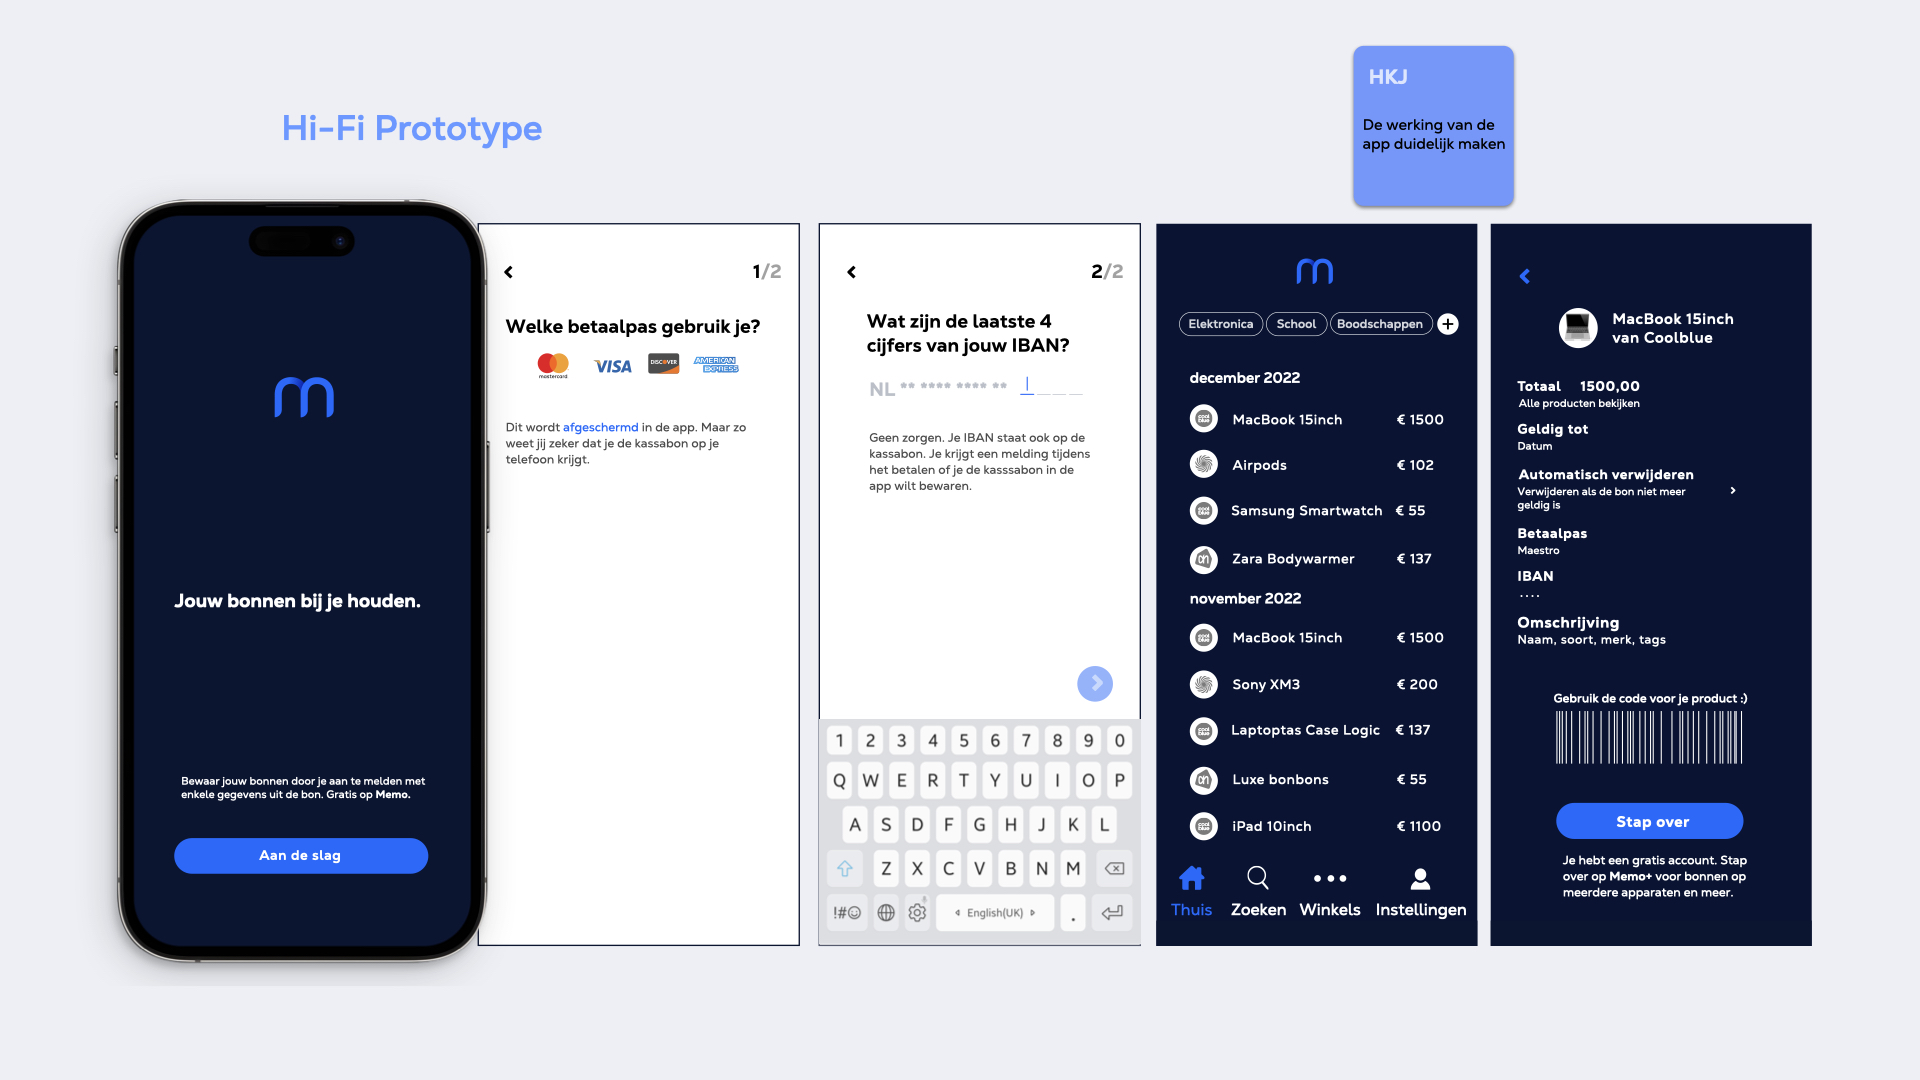 Hi-Fi Prototype
HKJ
De werking van de
app duidelijk maken
Jouw bonnen bij je houden.
Bewaar jouw bonnen door je aan te melden met
enkele gegevens uit de bon. Gratis op Memo.
Aan de slag
1/2
Welke betaalpas gebruik je?
mastercard
VISA
DISCOVER
AMERICAN
EXPRESS
Dit wordt afgeschermd in de app. Maar zo
weet jij zeker dat je de kassabon op je
telefoon krijgt.
2/2
Wat zijn de laatste 4
cijfers van jouw IBAN?
NL ** **** **** ** _ _ _ _
Geen zorgen. Je IBAN staat ook op de
kassabon. Je krijgt een melding tijdens
het betalen of je de kasssabon in de
app wilt bewaren.
1 2 3 4 5 6 7 8 9 0
Q W E R T Y U I O P
A S D F G H J K L
Z X C V B N M
!#☺ English(UK) .
Elektronica School Boodschappen +
december 2022
cool blue MacBook 15inch € 1500
Airpods € 102
cool blue Samsung Smartwatch € 55
Zara Bodywarmer € 137
november 2022
cool blue MacBook 15inch € 1500
Sony XM3 € 200
cool blue Laptoptas Case Logic € 137
Luxe bonbons € 55
cool blue iPad 10inch € 1100
Thuis Zoeken Winkels Instellingen
MacBook 15inch
van Coolblue
Totaal 1500,00
Alle producten bekijken
Geldig tot
Datum
Automatisch verwijderen
Verwijderen als de bon niet meer
geldig is
Betaalpas
Maestro
IBAN
....
Omschrijving
Naam, soort, merk, tags
Gebruik de code voor je product :)
Stap over
Je hebt een gratis account. Stap
over op Memo+ voor bonnen op
meerdere apparaten en meer.